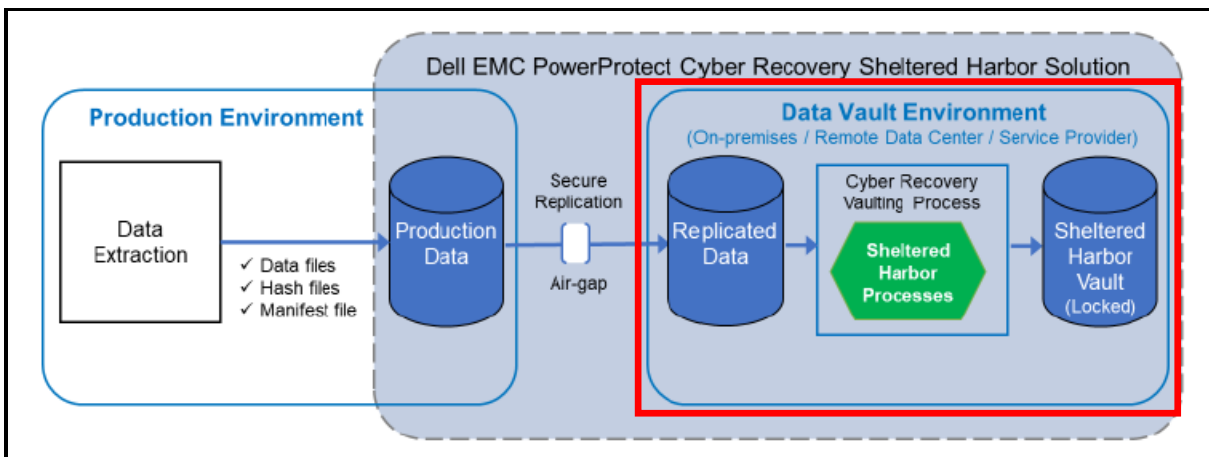 Dell EMC PowerProtect Cyber Recovery Sheltered Harbor Solution
Production Environment
Data
Extraction
✓ Data files
✓ Hash files
✓ Manifest file
Production
Data
Secure
Replication
Air-gap
Data Vault Environment
(On-premises / Remote Data Center / Service Provider)
Replicated
Data
Cyber Recovery
Vaulting Process
Sheltered
Harbor
Processes
Sheltered
Harbor
Vault
(Locked)